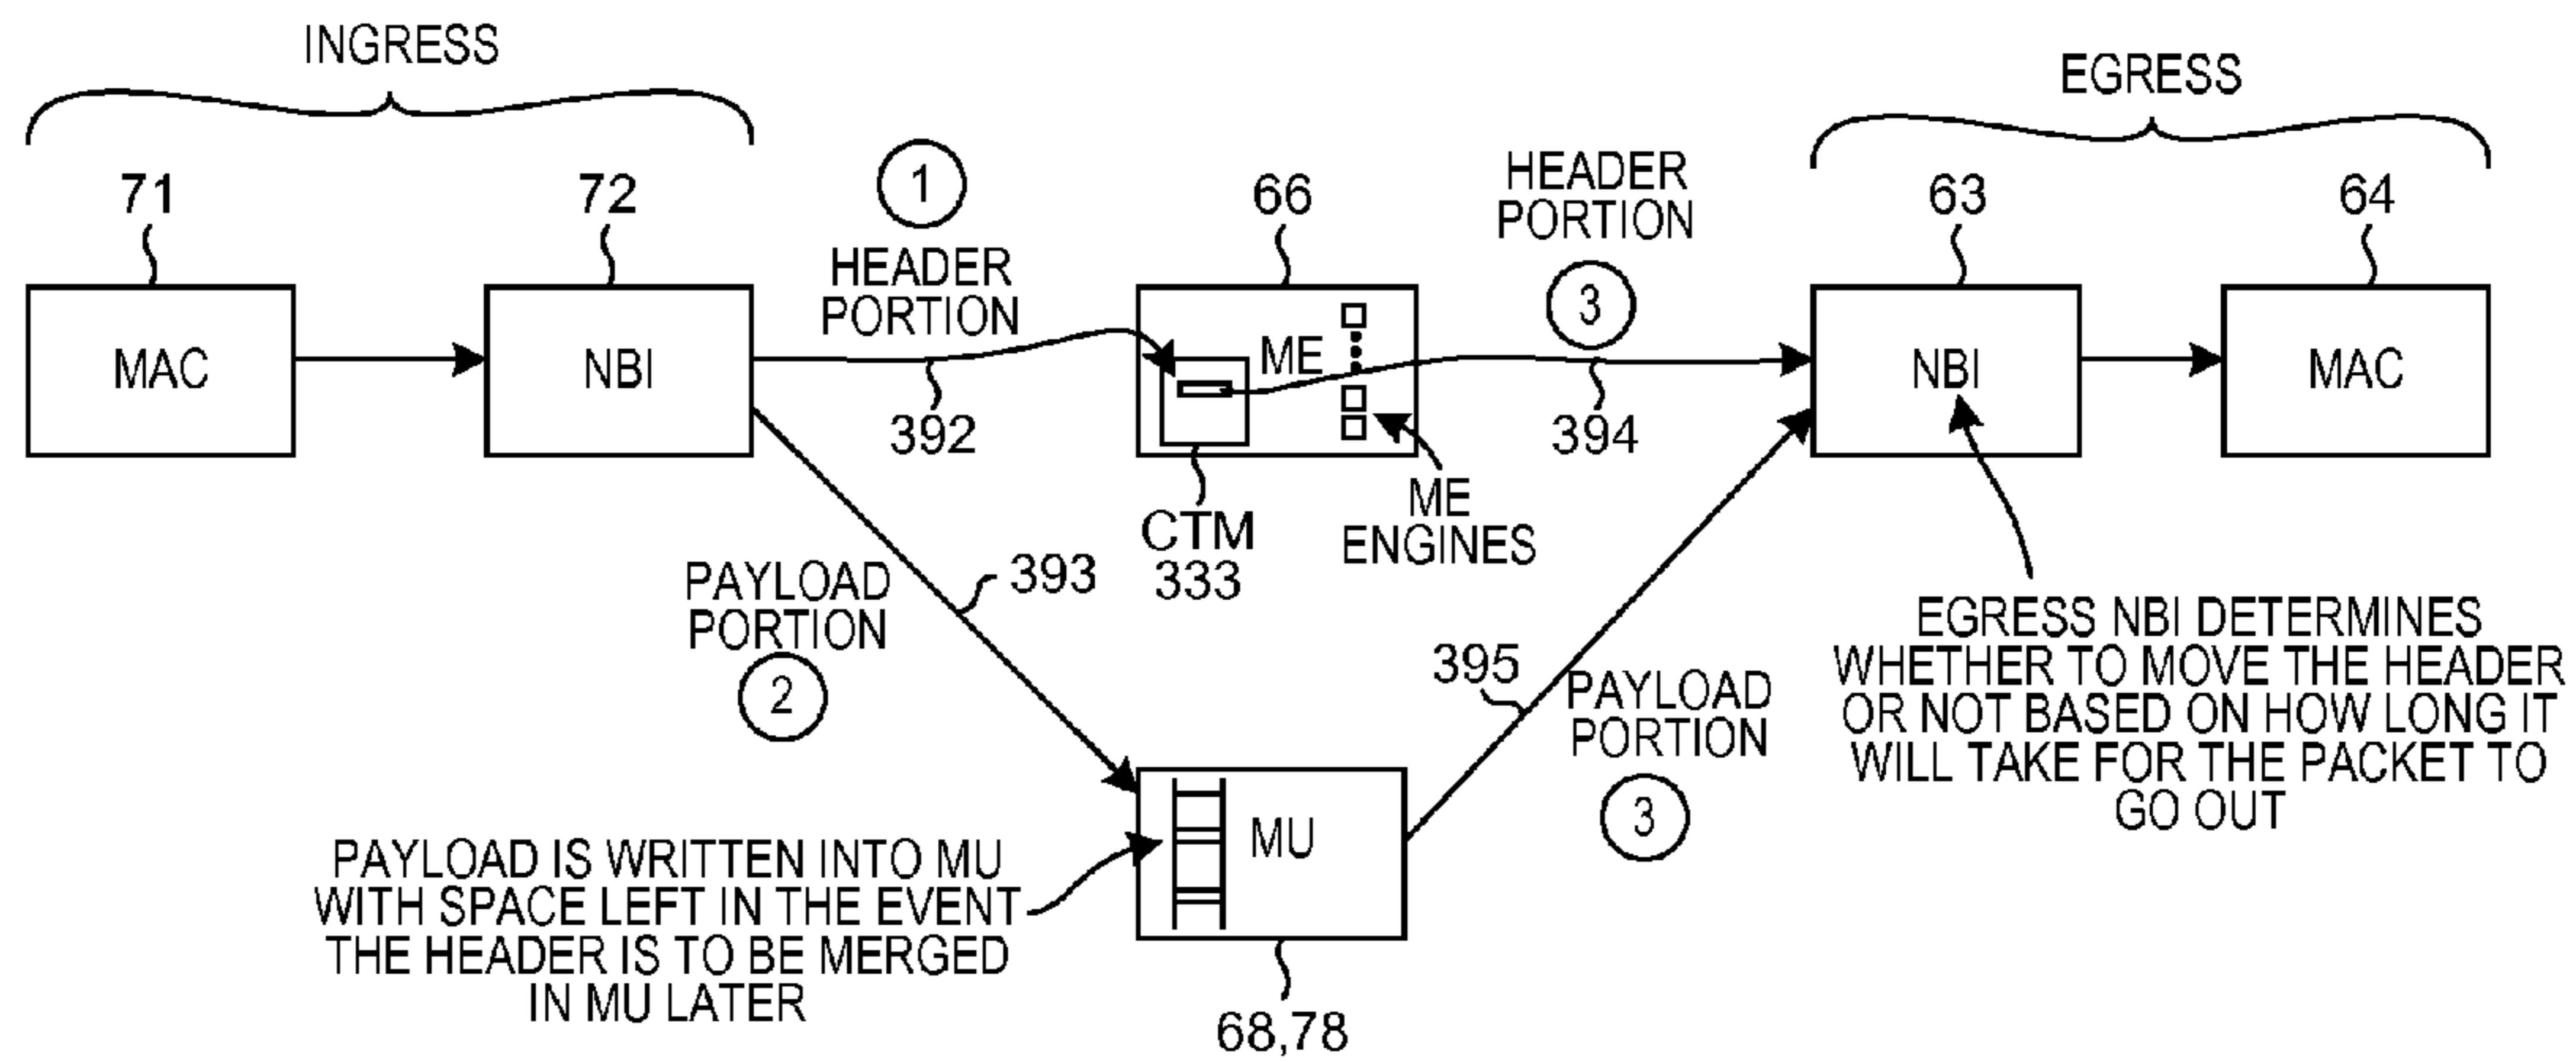 INGRESS
EGRESS
71
72
1
HEADER
PORTION
66
HEADER
PORTION
3
63
64
MAC
NBI
ME
NBI
MAC
392
394
CTM
333
ME
ENGINES
PAYLOAD
PORTION
2
393
395
PAYLOAD
PORTION
3
EGRESS NBI DETERMINES
WHETHER TO MOVE THE HEADER
OR NOT BASED ON HOW LONG IT
WILL TAKE FOR THE PACKET TO
GO OUT
PAYLOAD IS WRITTEN INTO MU
WITH SPACE LEFT IN THE EVENT
THE HEADER IS TO BE MERGED
IN MU LATER
MU
68,78